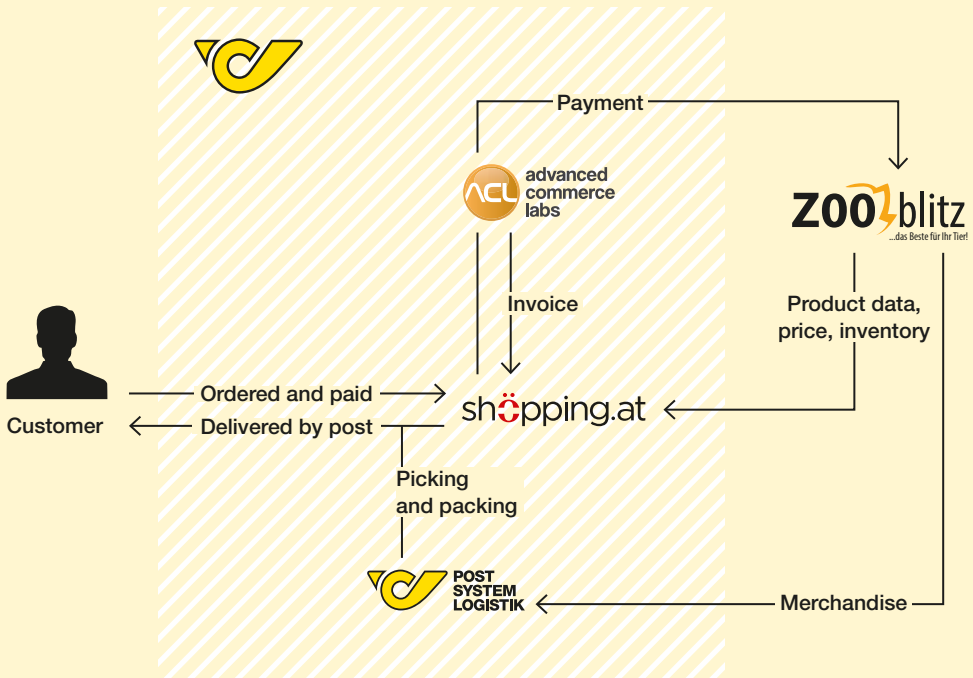 Payment
ACL
advanced
commerce
labs
ZOO blitz
...das Beste für Ihr Tier!
Invoice
Product data,
price, inventory
Ordered and paid
shöpping.at
Customer
Delivered by post
Picking
and packing
POST
SYSTEM
LOGISTIK
Merchandise